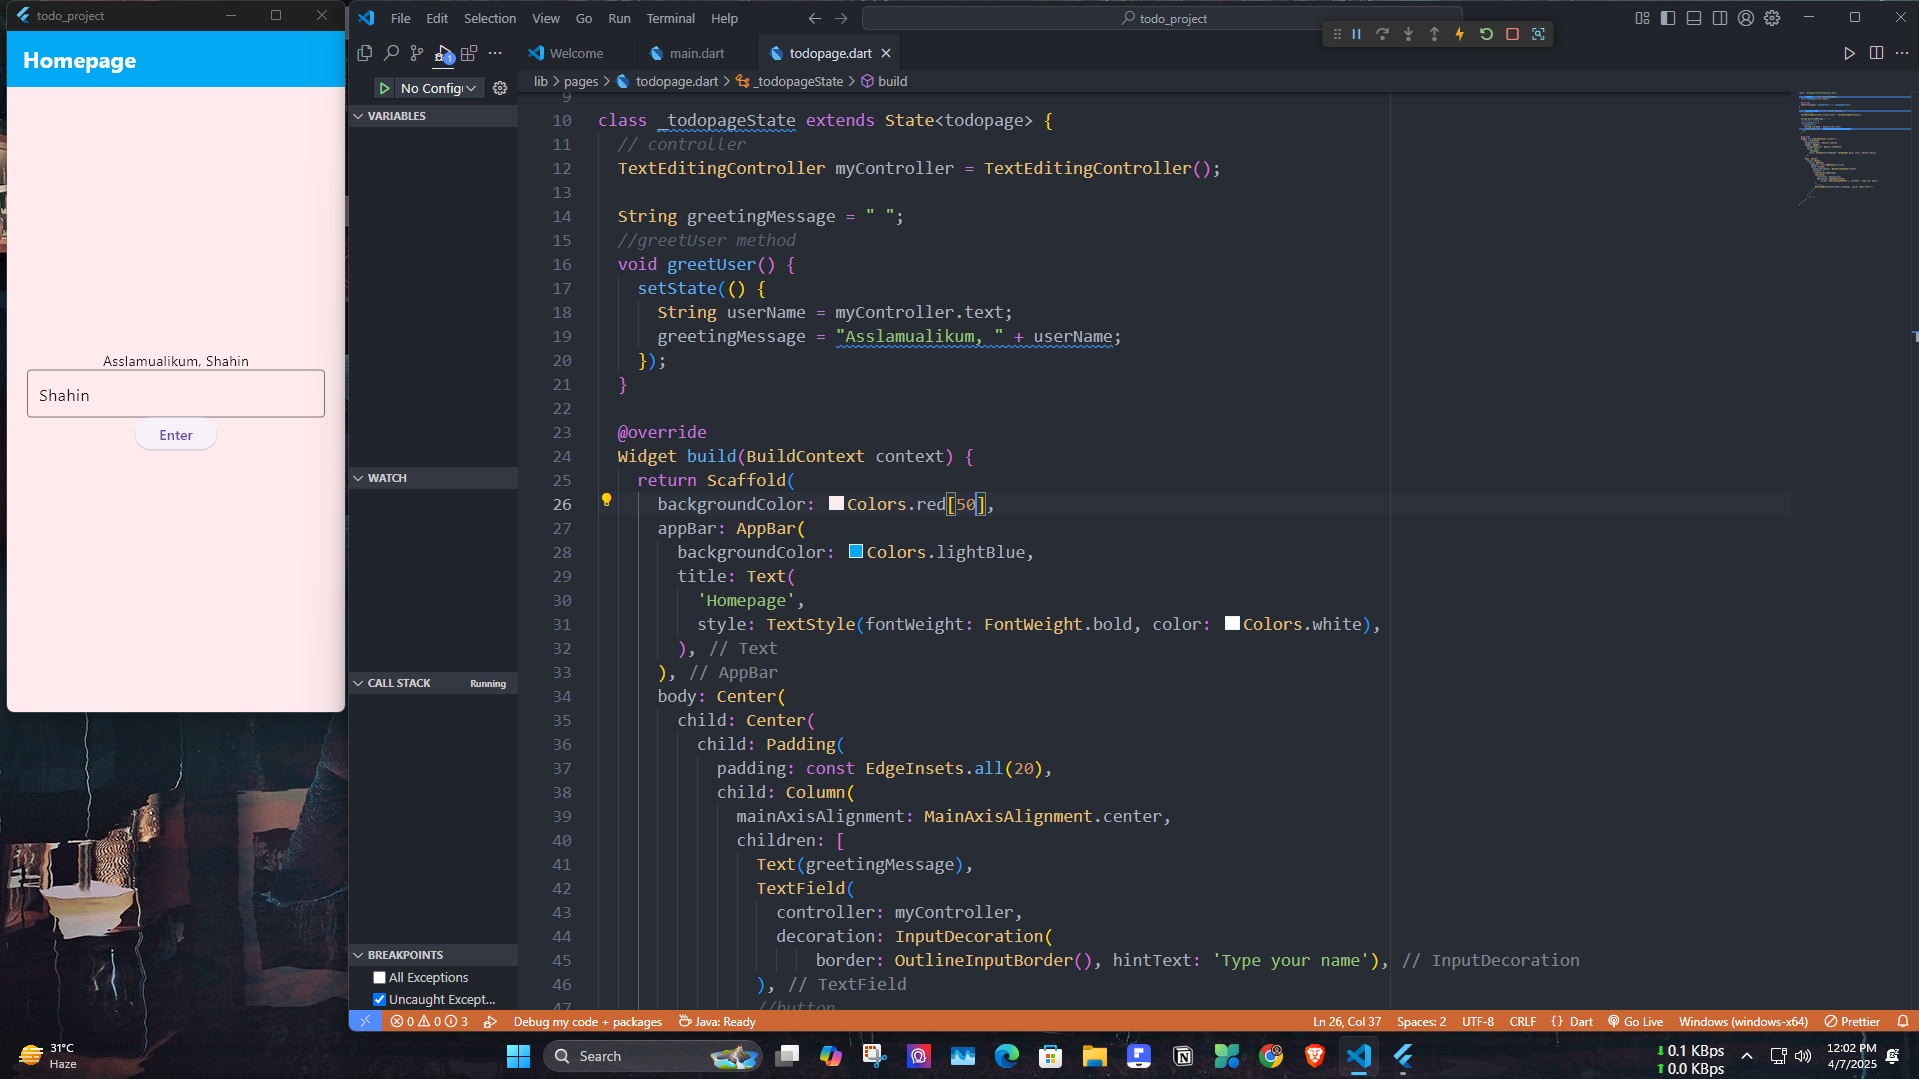 todo_project
Homepage
Asslamualikum, Shahin
Shahin
Enter
File Edit Selection View Go Run Terminal Help
todo_project
Welcome
main.dart
todopage.dart
1
No Config
lib > pages > todopage.dart > _todopageState > build
VARIABLES
WATCH
CALL STACK Running
BREAKPOINTS
All Exceptions
Uncaught Except...
9
10 class _todopageState extends State<todopage> {
11 // controller
12 TextEditingController myController = TextEditingController();
13
14 String greetingMessage = " ";
15 //greetUser method
16 void greetUser() {
17 setState(() {
18 String userName = myController.text;
19 greetingMessage = "Asslamualikum, " + userName;
20 });
21 }
22
23 @override
24 Widget build(BuildContext context) {
25 return Scaffold(
26 backgroundColor: Colors.red[50],
27 appBar: AppBar(
28 backgroundColor: Colors.lightBlue,
29 title: Text(
30 'Homepage',
31 style: TextStyle(fontWeight: FontWeight.bold, color: Colors.white),
32 ), // Text
33 ), // AppBar
34 body: Center(
35 child: Center(
36 child: Padding(
37 padding: const EdgeInsets.all(20),
38 child: Column(
39 mainAxisAlignment: MainAxisAlignment.center,
40 children: [
41 Text(greetingMessage),
42 TextField(
43 controller: myController,
44 decoration: InputDecoration(
45 border: OutlineInputBorder(), hintText: 'Type your name'), // InputDecoration
46 ), // TextField
47 //button
0 0 3 Debug my code + packages Java: Ready Ln 26, Col 37 Spaces: 2 UTF-8 CRLF {} Dart Go Live Windows (windows-x64) Prettier
31°C
Haze
Search
0.1 KBps
0.0 KBps
12:02 PM
4/7/2025